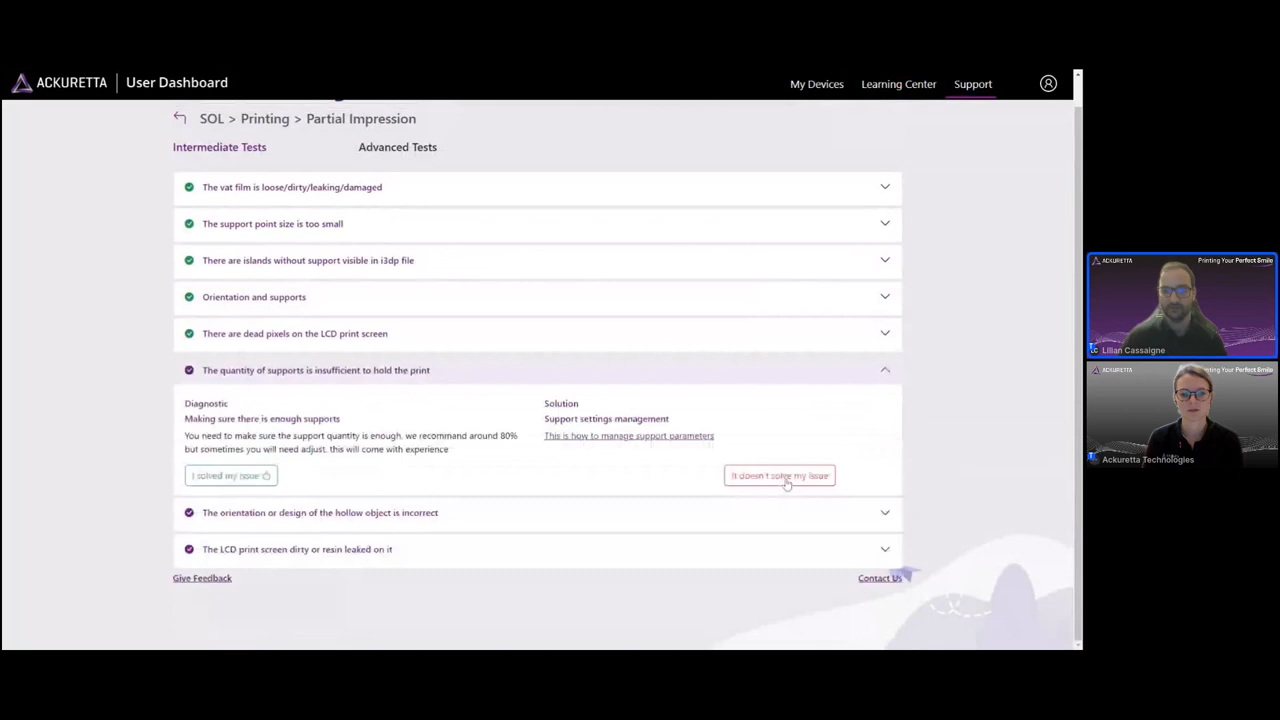 ACKURETTA
User Dashboard
My Devices
Learning Center
Support
SOL > Printing > Partial Impression
Intermediate Tests
Advanced Tests
The vat film is loose/dirty/leaking/damaged
The support point size is too small
There are islands without support visible in i3dp file
Orientation and supports
There are dead pixels on the LCD print screen
The quantity of supports is insufficient to hold the print
Diagnostic
Making sure there is enough supports
You need to make sure the support quantity is enough, we recommand around 80%
but sometimes you will need adjust, this will come with experience
I solved my issue
Solution
Support settings management
This is how to manage support parameters
It doesn't solve my issue
The orientation or design of the hollow object is incorrect
The LCD print screen dirty or resin leaked on it
Give Feedback
Contact Us
ACKURETTA
Printing Your Perfect Smile
Lilian Cassaigne
ACKURETTA
Printing Your Perfect Smile
Ackuretta Technologies